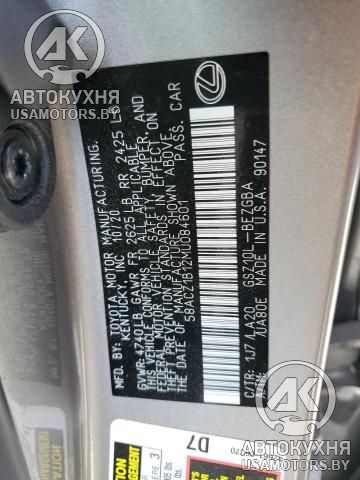 АК
АВТОКУХНЯ
USAMOTORS.BY
MFD. BY: TOYOTA MOTOR MANUFACTURING,
KENTUCKY, INC. 10/20
GVWR: 4740LB GAWR FR 2625 LB RR 2425 LB
THIS VEHICLE CONFORMS TO ALL APPLICABLE
FEDERAL MOTOR VEHICLE SAFETY, BUMPER, AND
THEFT PREVENTION STANDARDS IN EFFECT ON
THE DATE OF MANUFACTURE SHOWN ABOVE.
58ACZ1B12MU084601 PASS. CAR
C/TR: 1J7/LA20 GSZ10L-BEZGBA
/UA80E MADE IN U.S.A. 90147
D7
АК
АВТОКУХНЯ
USAMOTORS.BY